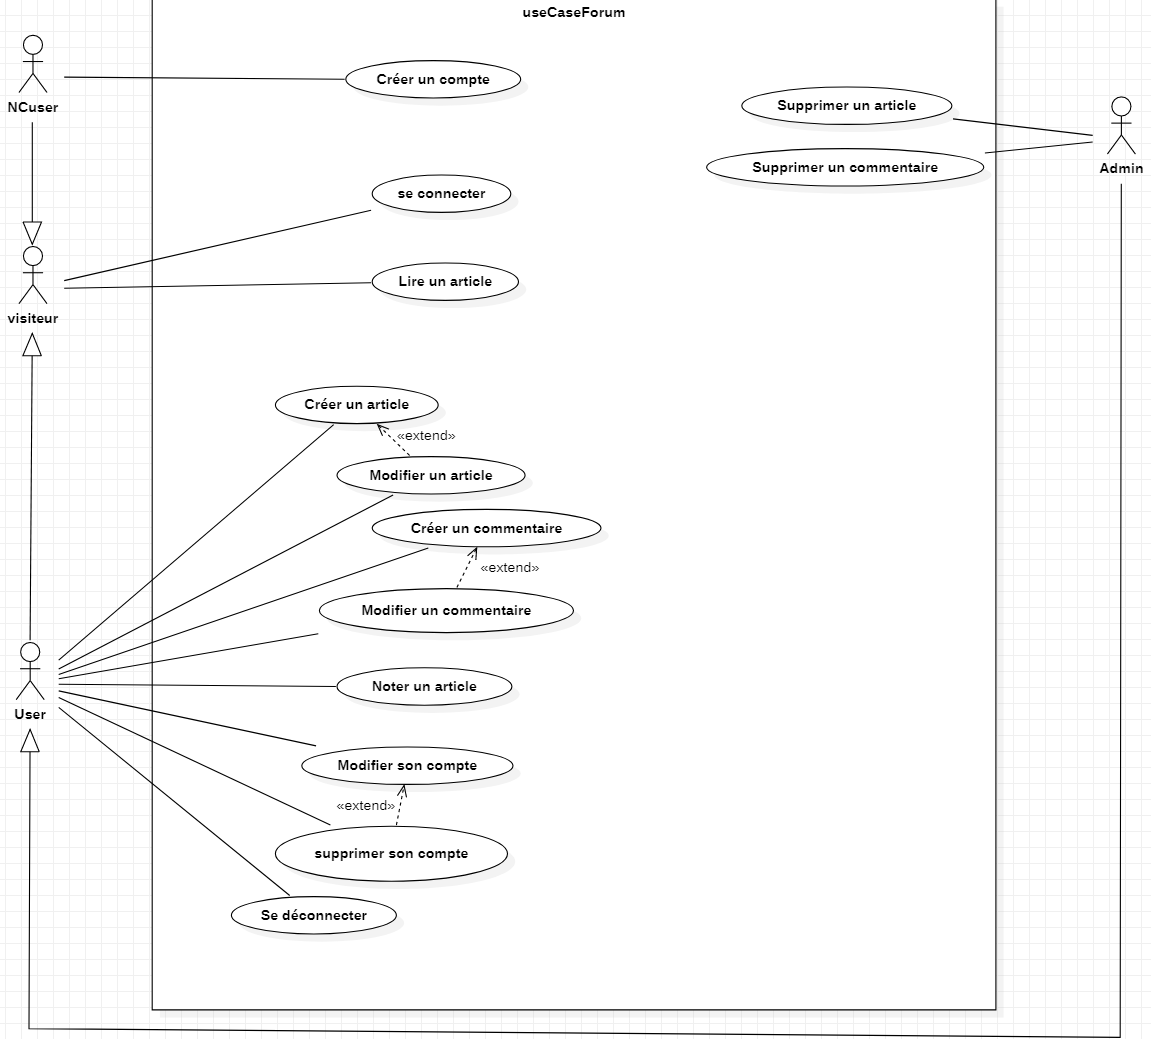 useCaseForum
NCuser
Créer un compte
Supprimer un article
Supprimer un commentaire
Admin
se connecter
Lire un article
visiteur
Créer un article
«extend»
Modifier un article
Créer un commentaire
«extend»
Modifier un commentaire
Noter un article
User
Modifier son compte
«extend»
supprimer son compte
Se déconnecter